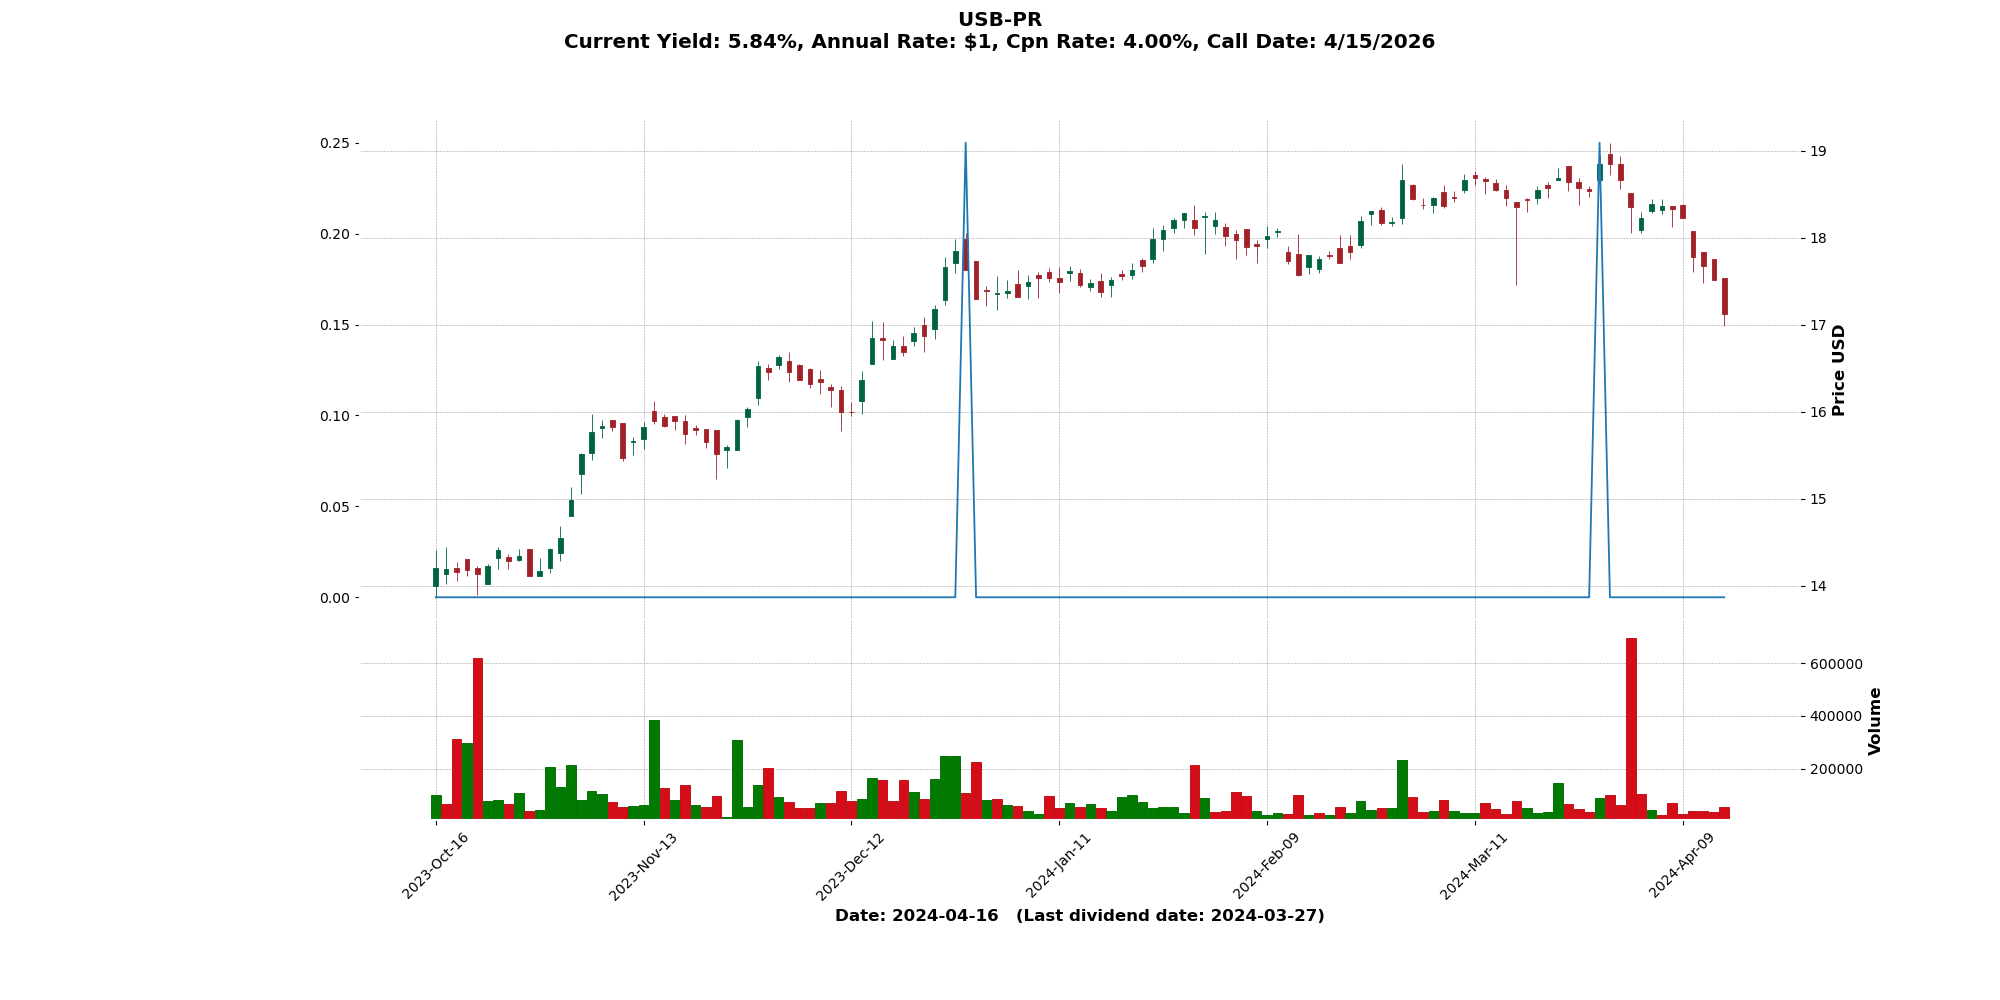 USB-PR
Current Yield: 5.84%, Annual Rate: $1, Cpn Rate: 4.00%, Call Date: 4/15/2026
0.25
0.20
0.15
0.10
0.05
0.00
19
18
17
16
15
14
Price USD
600000
400000
200000
Volume
2023-Oct-16
2023-Nov-13
2023-Dec-12
2024-Jan-11
2024-Feb-09
2024-Mar-11
2024-Apr-09
Date: 2024-04-16 (Last dividend date: 2024-03-27)